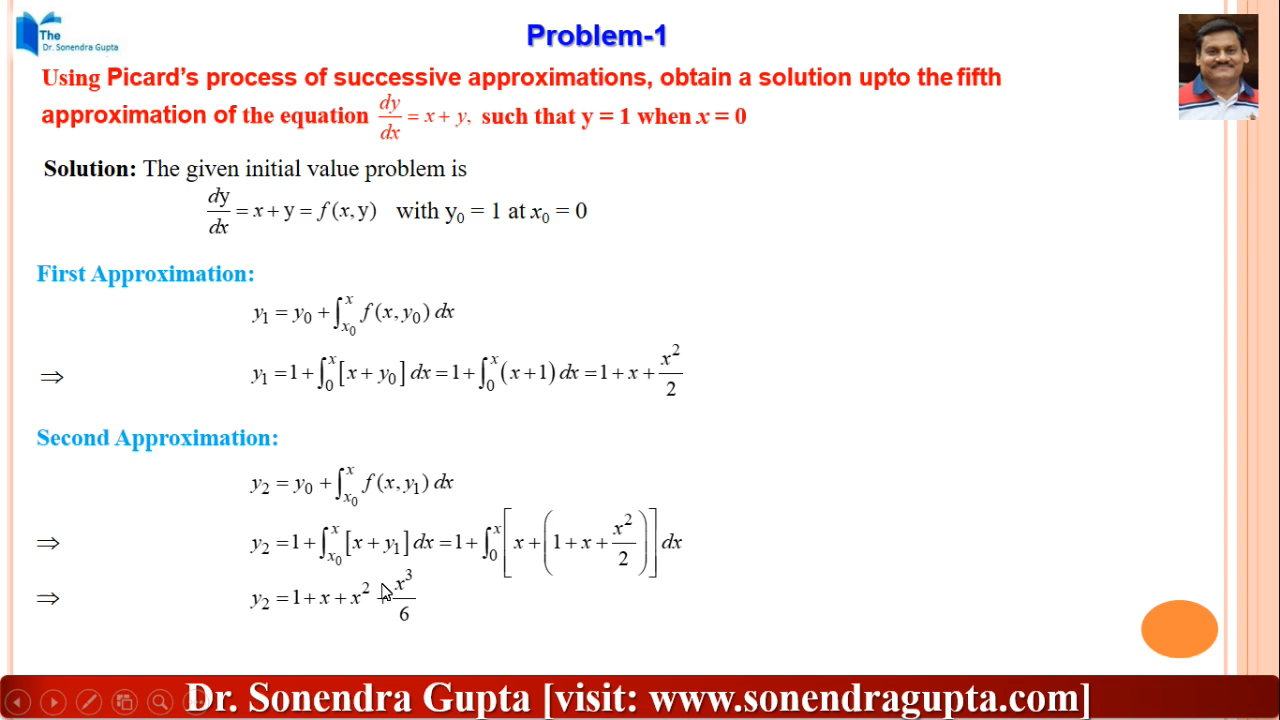 The
Dr. Sonendra Gupta
Problem-1
Using Picard's process of successive approximations, obtain a solution upto the fifth
approximation of the equation dy/dx = x + y, such that y = 1 when x = 0
Solution: The given initial value problem is
dy/dx = x + y = f(x, y) with y₀ = 1 at x₀ = 0
First Approximation:
y₁ = y₀ + ∫_{x₀}^{x} f(x, y₀) dx
⇒ y₁ = 1 + ∫_{0}^{x} [x + y₀] dx = 1 + ∫_{0}^{x} (x + 1) dx = 1 + x + x²/2
Second Approximation:
y₂ = y₀ + ∫_{x₀}^{x} f(x, y₁) dx
⇒ y₂ = 1 + ∫_{x₀}^{x} [x + y₁] dx = 1 + ∫_{0}^{x} [x + (1 + x + x²/2)] dx
⇒ y₂ = 1 + x + x² + x³/6
Dr. Sonendra Gupta [visit: www.sonendragupta.com]